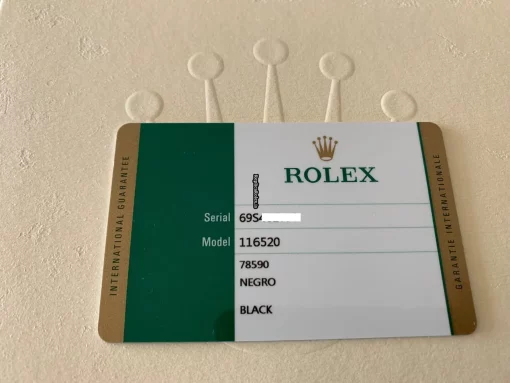 INTERNATIONAL GUARANTEE
ROLEX
Serial 69S4
Model 116520
78590
NEGRO
BLACK
GARANTIE INTERNATIONALE